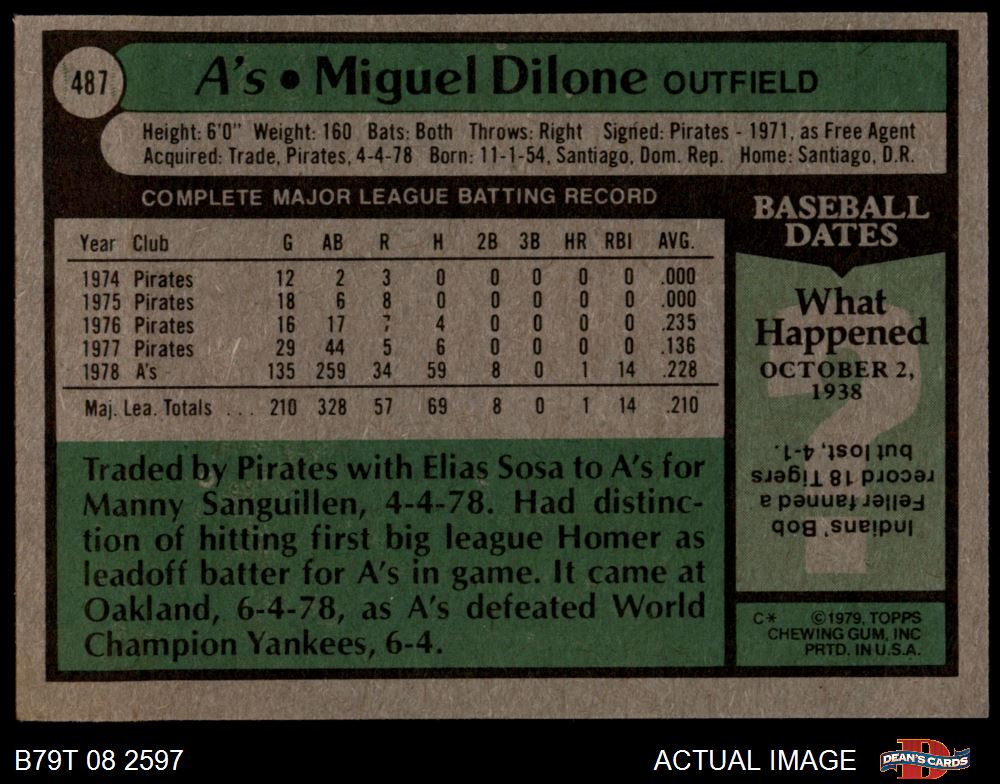 487
A's • Miguel Dilone OUTFIELD
Height: 6'0" Weight: 160 Bats: Both Throws: Right Signed: Pirates - 1971, as Free Agent
Acquired: Trade, Pirates, 4-4-78 Born: 11-1-54, Santiago, Dom. Rep. Home: Santiago, D.R.
COMPLETE MAJOR LEAGUE BATTING RECORD
Year Club G AB R H 2B 3B HR RBI AVG.
1974 Pirates 12 2 3 0 0 0 0 0 .000
1975 Pirates 18 6 8 0 0 0 0 0 .000
1976 Pirates 16 17 7 4 0 0 0 0 .235
1977 Pirates 29 44 5 6 0 0 0 0 .136
1978 A's 135 259 34 59 8 0 1 14 .228
Maj. Lea. Totals . . . 210 328 57 69 8 0 1 14 .210
Traded by Pirates with Elias Sosa to A's for
Manny Sanguillen, 4-4-78. Had distinc-
tion of hitting first big league Homer as
leadoff batter for A's in game. It came at
Oakland, 6-4-78, as A's defeated World
Champion Yankees, 6-4.
BASEBALL
DATES
What
Happened
OCTOBER 2,
1938
?
Indians' Bob
Feller fanned a
record 18 Tigers
but lost, 4-1.
C* ©1979, TOPPS
CHEWING GUM, INC
PRTD. IN U.S.A.
B79T 08 2597
ACTUAL IMAGE
D
DEAN'S CARDS